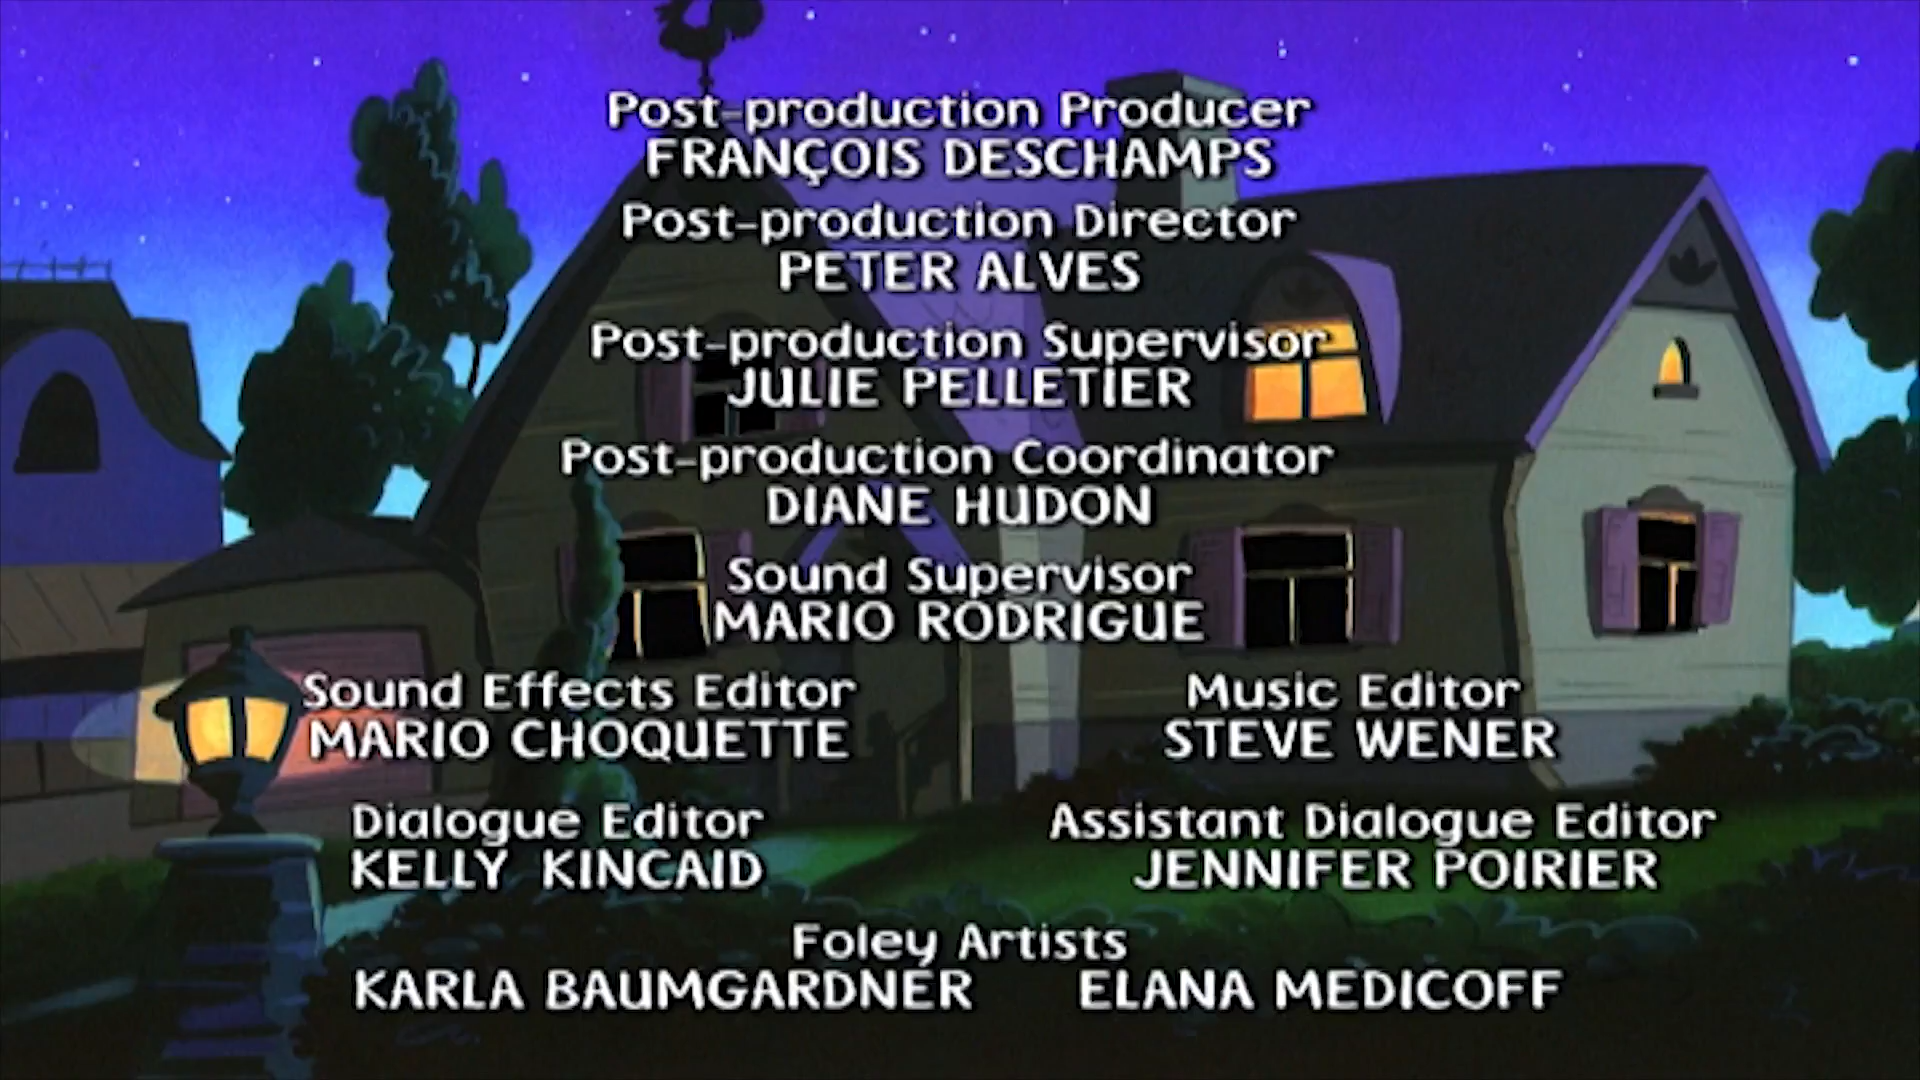 Post-production Producer
FRANÇOIS DESCHAMPS
Post-production Director
PETER ALVES
Post-production Supervisor
JULIE PELLETIER
Post-production Coordinator
DIANE HUDON
Sound Supervisor
MARIO RODRIGUE
Sound Effects Editor
MARIO CHOQUETTE
Music Editor
STEVE WENER
Dialogue Editor
KELLY KINCAID
Assistant Dialogue Editor
JENNIFER POIRIER
Foley Artists
KARLA BAUMGARDNER ELANA MEDICOFF